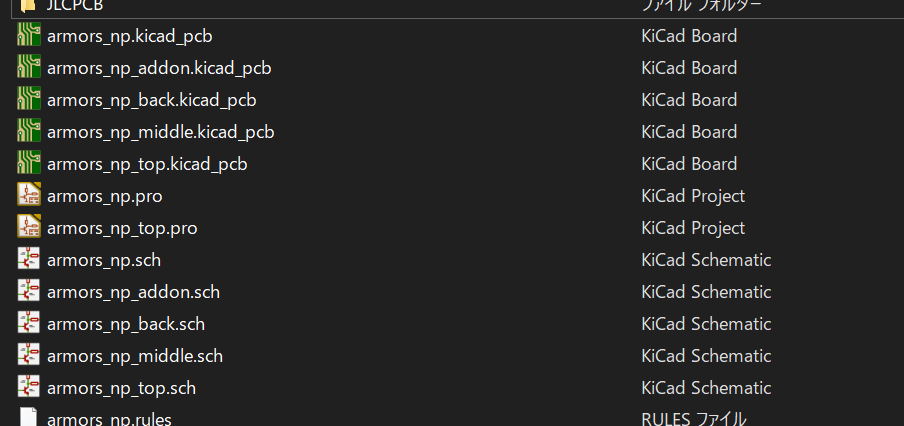 JLCPCB ファイル フォルダー
armors_np.kicad_pcb KiCad Board
armors_np_addon.kicad_pcb KiCad Board
armors_np_back.kicad_pcb KiCad Board
armors_np_middle.kicad_pcb KiCad Board
armors_np_top.kicad_pcb KiCad Board
armors_np.pro KiCad Project
armors_np_top.pro KiCad Project
armors_np.sch KiCad Schematic
armors_np_addon.sch KiCad Schematic
armors_np_back.sch KiCad Schematic
armors_np_middle.sch KiCad Schematic
armors_np_top.sch KiCad Schematic
armors_np.rules RULES ファイル